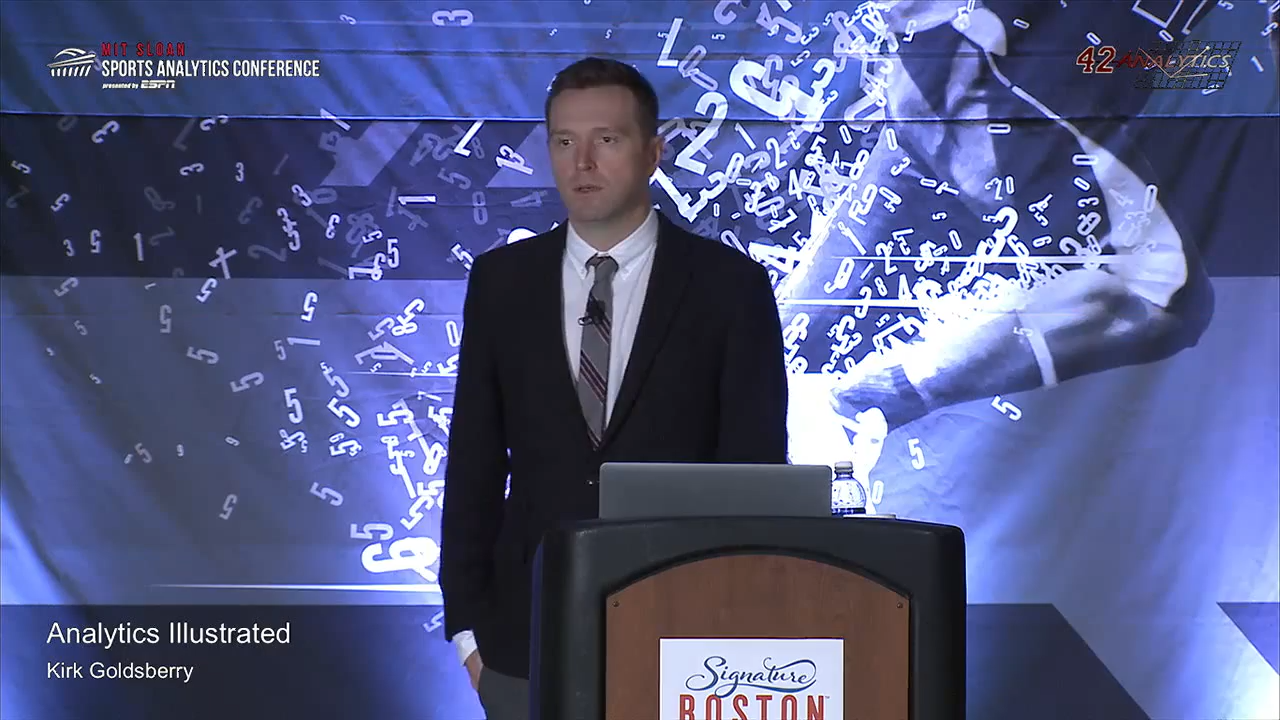 MIT SLOAN
SPORTS ANALYTICS CONFERENCE
presented by ESPN
42 ANALYTICS
Analytics Illustrated
Kirk Goldsberry
Signature
BOSTON